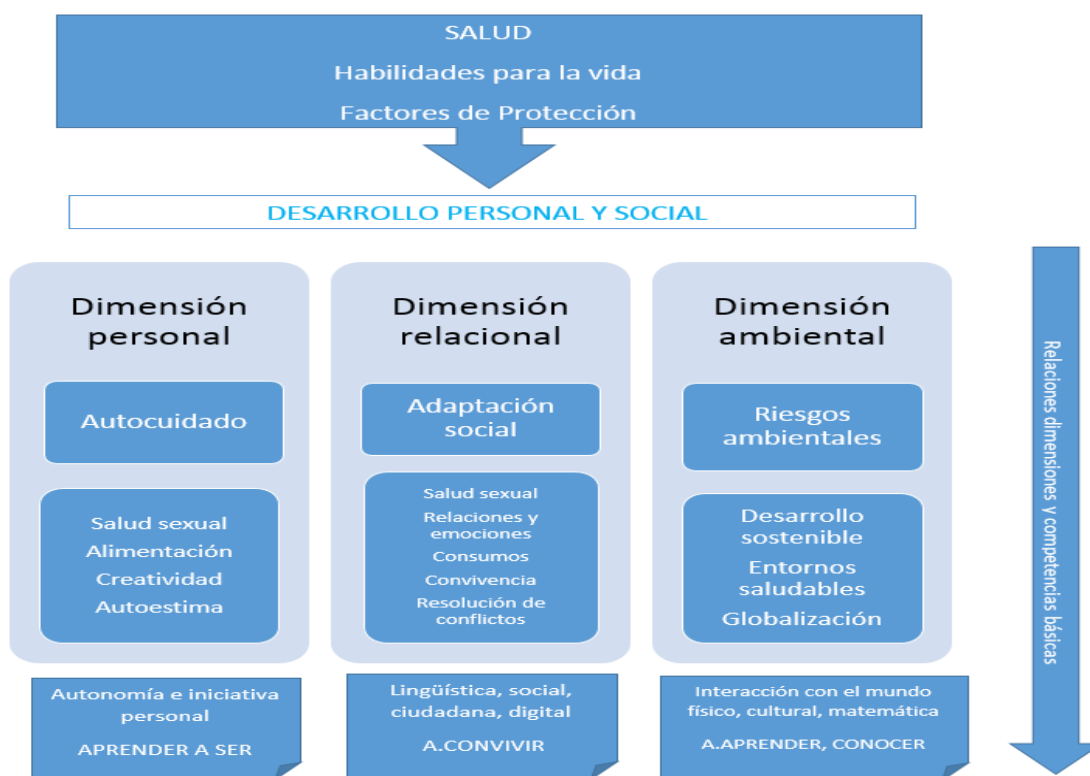 SALUD
Habilidades para la vida
Factores de Protección
DESARROLLO PERSONAL Y SOCIAL
Dimensión
personal
Autocuidado
Salud sexual
Alimentación
Creatividad
Autoestima
Autonomía e iniciativa
personal
APRENDER A SER
Dimensión
relacional
Adaptación
social
Salud sexual
Relaciones y
emociones
Consumos
Convivencia
Resolución de
conflictos
Lingüística, social,
ciudadana, digital
A.CONVIVIR
Dimensión
ambiental
Riesgos
ambientales
Desarrollo
sostenible
Entornos
saludables
Globalización
Interacción con el mundo
físico, cultural, matemática
A.APRENDER, CONOCER
Relaciones dimensiones y competencias básicas